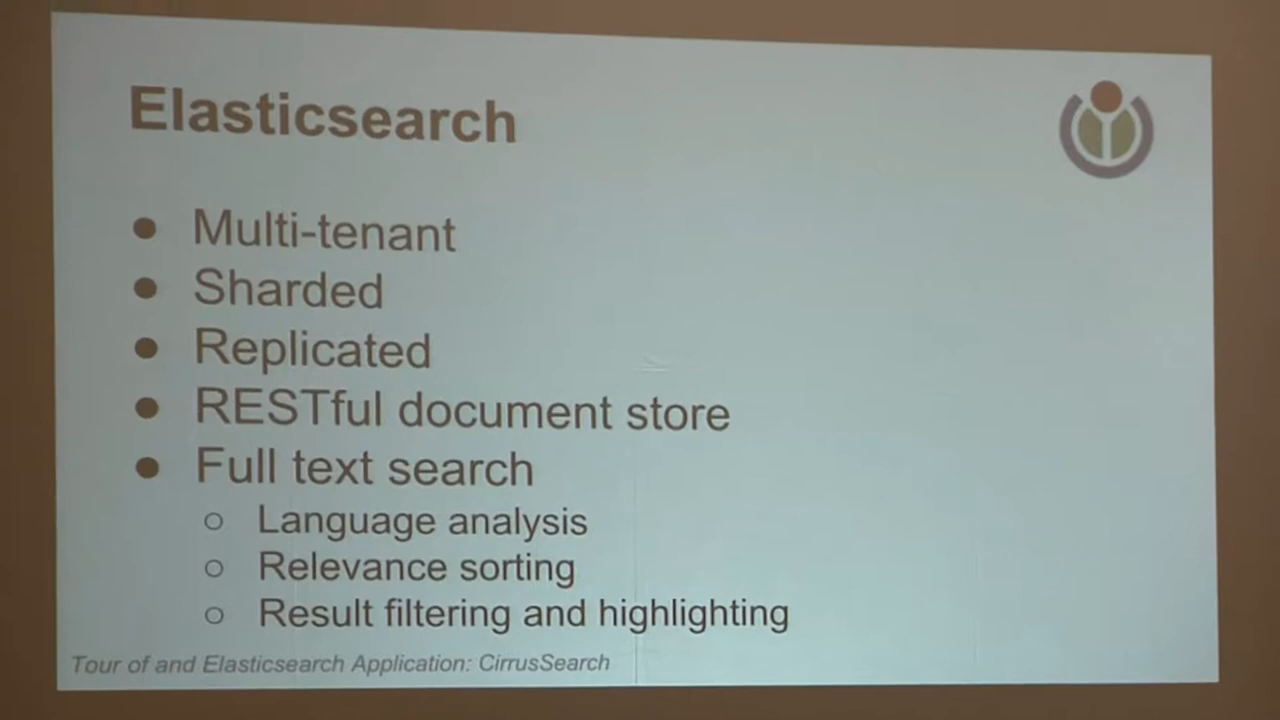 Elasticsearch
● Multi-tenant
● Sharded
● Replicated
● RESTful document store
● Full text search
○ Language analysis
○ Relevance sorting
○ Result filtering and highlighting
Tour of and Elasticsearch Application: CirrusSearch